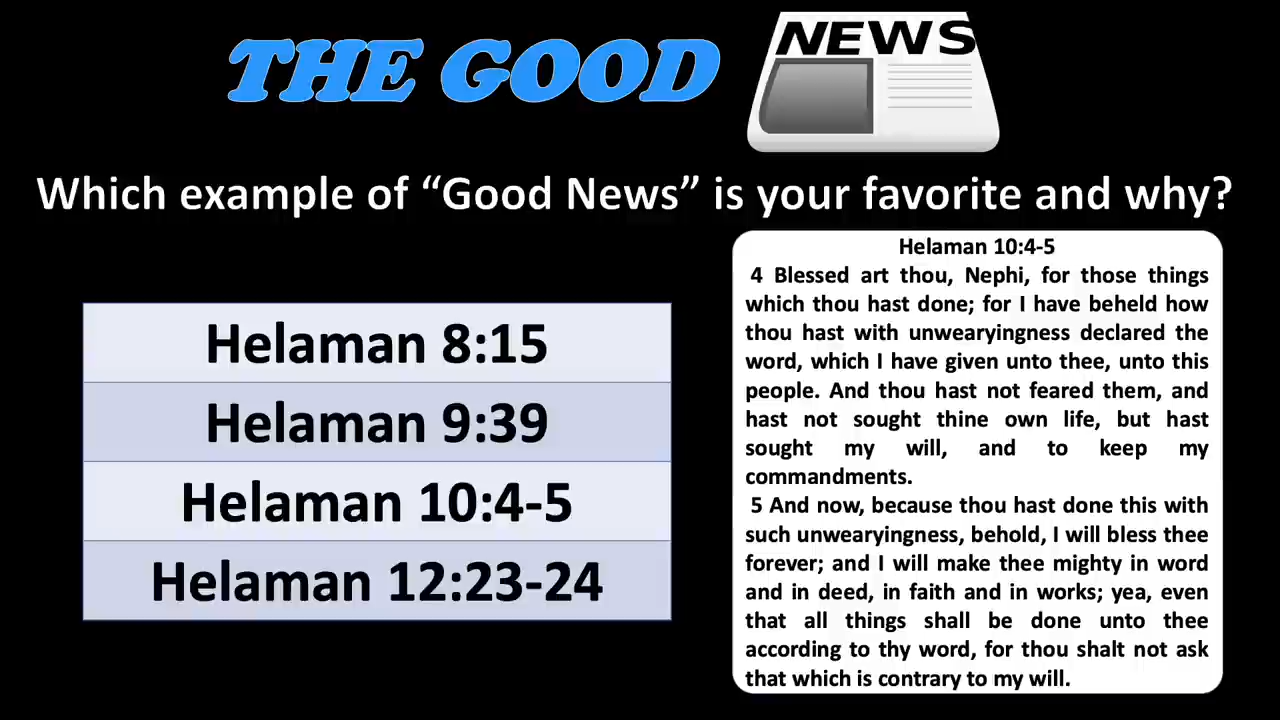 THE GOOD
NEWS
Which example of “Good News” is your favorite and why?
Helaman 8:15
Helaman 9:39
Helaman 10:4-5
Helaman 12:23-24
Helaman 10:4-5
4 Blessed art thou, Nephi, for those things
which thou hast done; for I have beheld how
thou hast with unwearyingness declared the
word, which I have given unto thee, unto this
people. And thou hast not feared them, and
hast not sought thine own life, but hast
sought my will, and to keep my
commandments.
5 And now, because thou hast done this with
such unwearyingness, behold, I will bless thee
forever; and I will make thee mighty in word
and in deed, in faith and in works; yea, even
that all things shall be done unto thee
according to thy word, for thou shalt not ask
that which is contrary to my will.